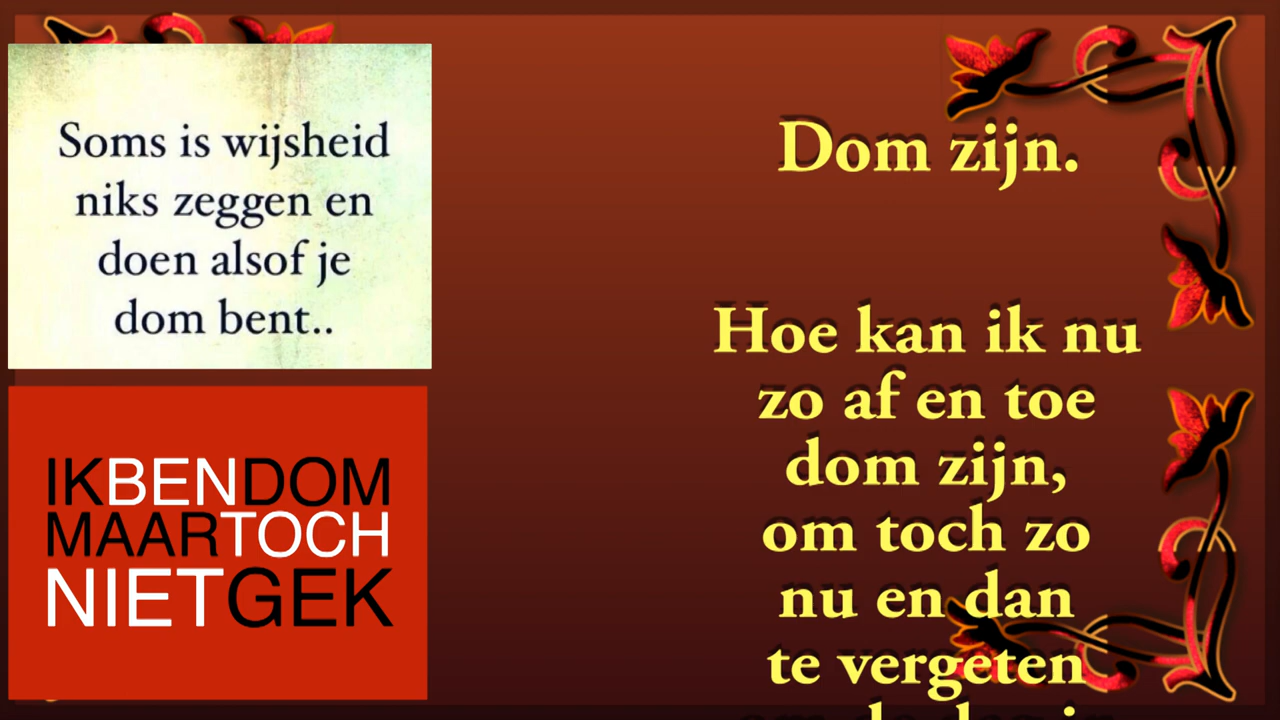 Soms is wijsheid
niks zeggen en
doen alsof je
dom bent..
IKBENDOM
MAARTOCH
NIETGEK
Dom zijn.
Hoe kan ik nu
zo af en toe
dom zijn,
om toch zo
nu en dan
te vergeten